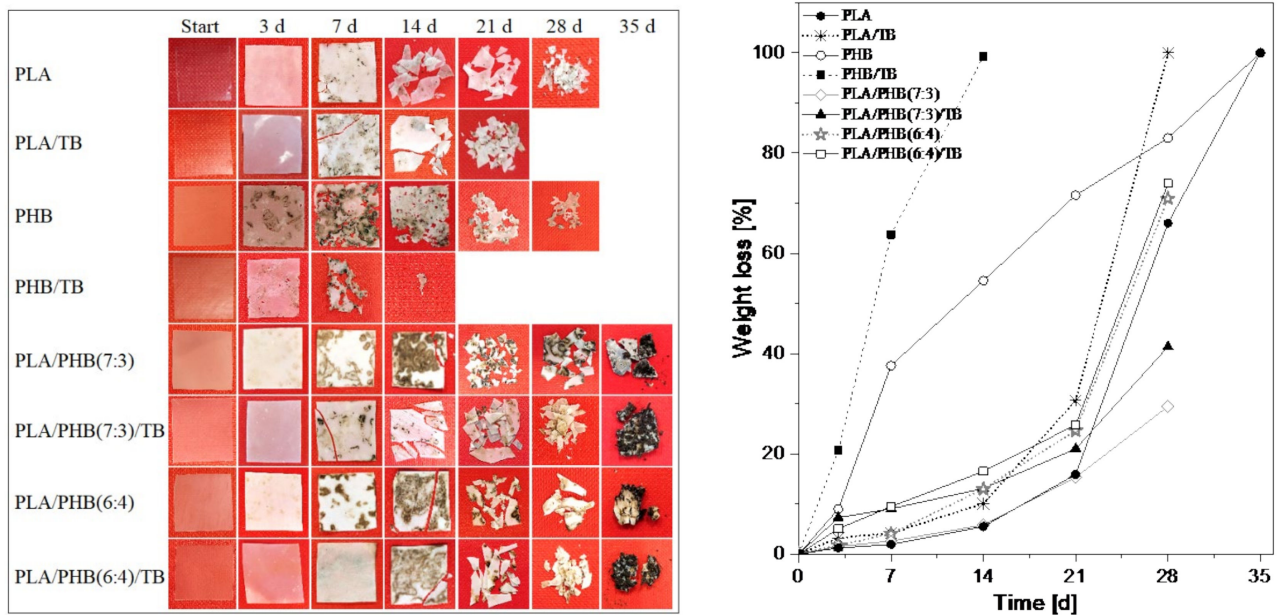 Start 3 d 7 d 14 d 21 d 28 d 35 d
PLA
PLA/TB
PHB
PHB/TB
PLA/PHB(7:3)
PLA/PHB(7:3)/TB
PLA/PHB(6:4)
PLA/PHB(6:4)/TB
PLA
PLA/TB
PHB
PHB/TB
PLA/PHB(7:3)
PLA/PHB(7:3)/TB
PLA/PHB(6:4)
PLA/PHB(6:4)/TB
Weight loss [%]
100
80
60
40
20
0
0 7 14 21 28 35
Time [d]